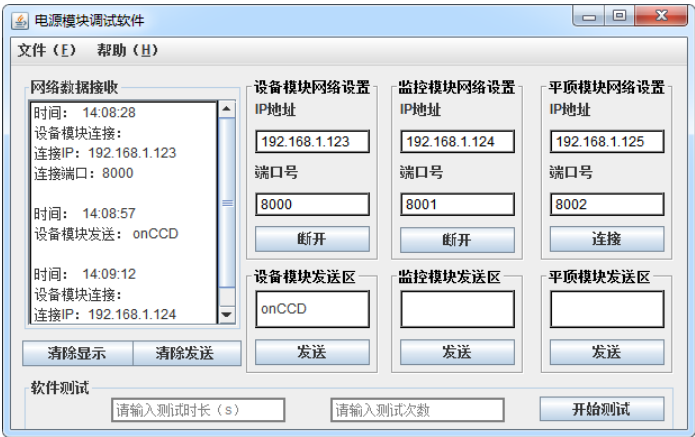 电源模块调试软件
文件（F） 帮助（H）
网络数据接收
时间： 14:08:28
设备模块连接：
连接IP：192.168.1.123
连接端口：8000
时间： 14:08:57
设备模块发送：onCCD
时间： 14:09:12
设备模块连接：
连接IP：192.168.1.124
清除显示 清除发送
设备模块网络设置 监控模块网络设置 平项模块网络设置
IP地址 IP地址 IP地址
192.168.1.123 192.168.1.124 192.168.1.125
端口号 端口号 端口号
8000 8001 8002
断开 断开 连接
设备模块发送区 监控模块发送区 平项模块发送区
onCCD
发送 发送 发送
软件测试
请输入测试时长（s） 请输入测试次数 开始测试